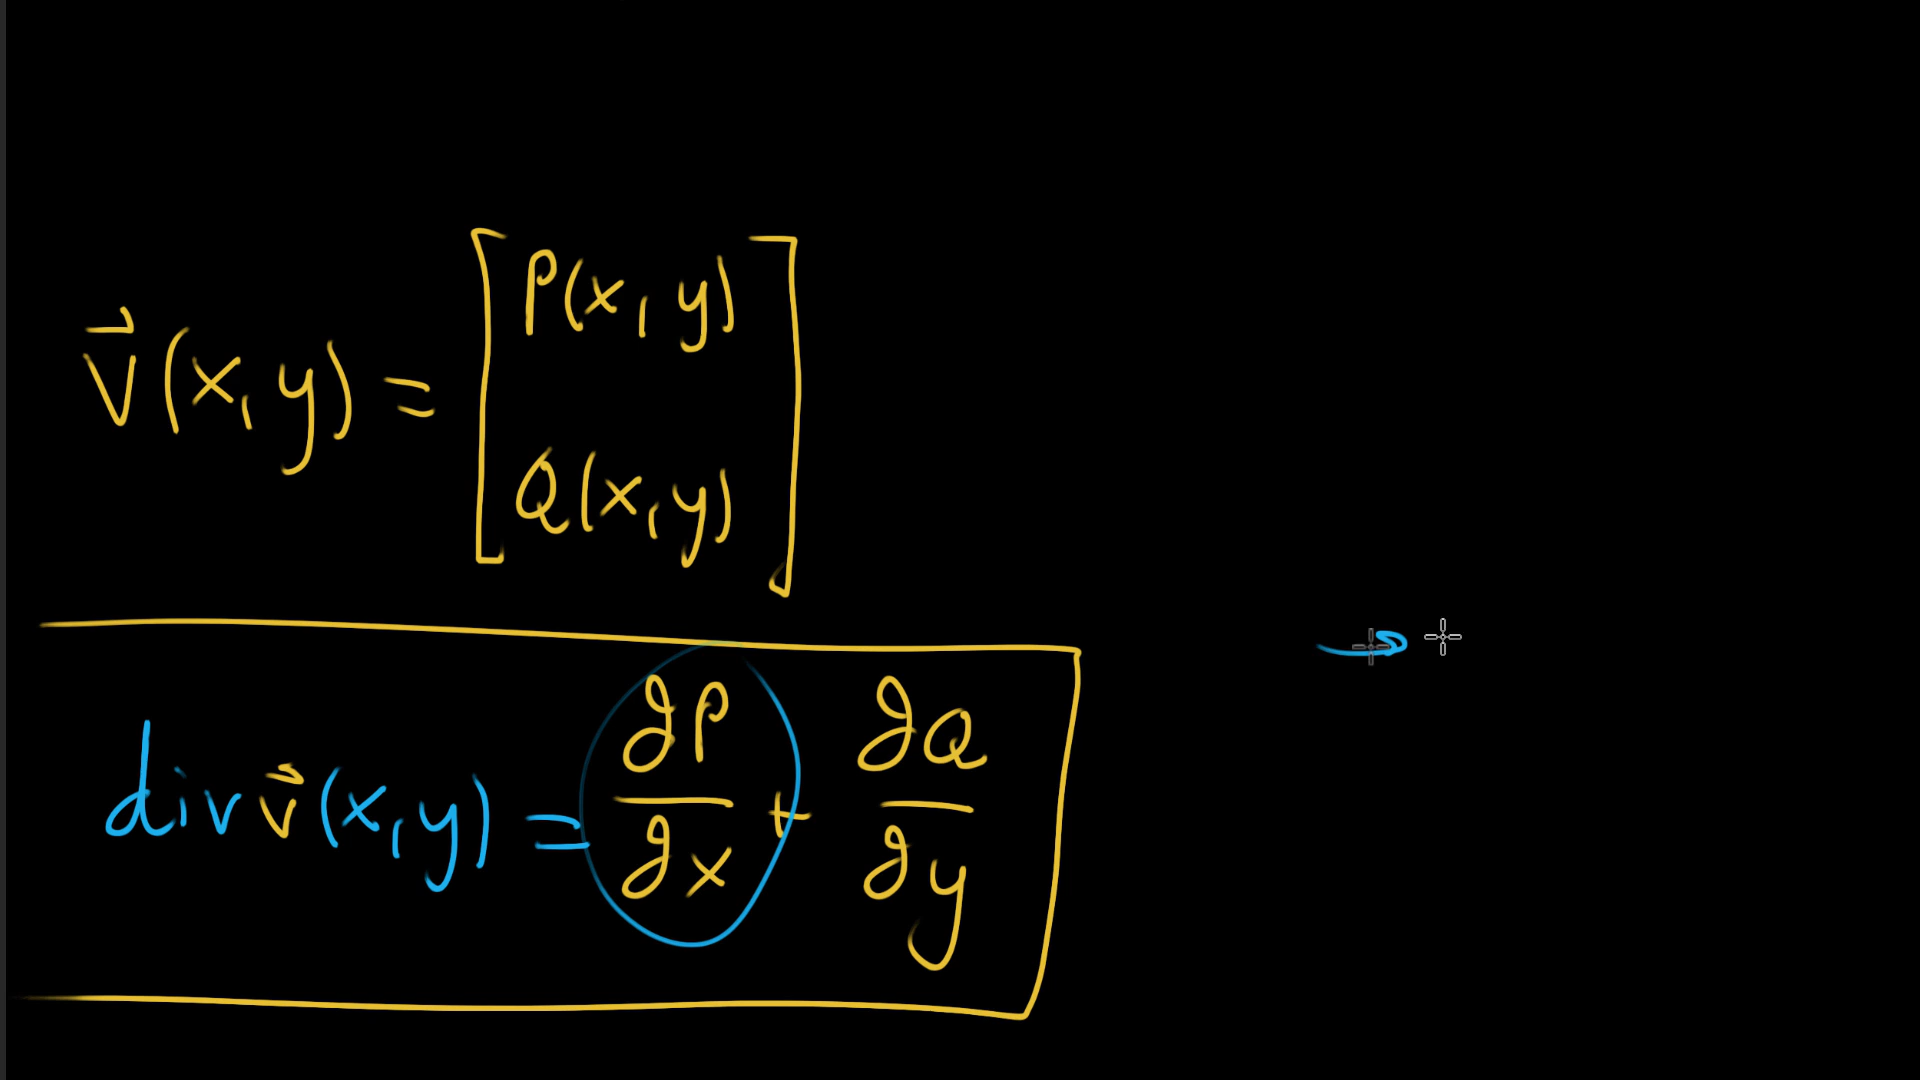 v⃗(x,y) = [P(x,y)
Q(x,y)]
div v⃗(x,y) = ∂P/∂x + ∂Q/∂y